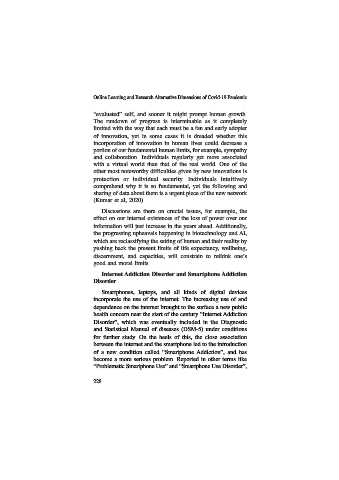 Online Learning and Research Alternative Dimensions of Covid-19 Pandemic
"evaluated" self, and sooner it might prompt human growth.
The rundown of progress is interminable as it completely
limited with the way that each must be a fan and early adopter
of innovation, yet in some cases it is dreaded whether this
incorporation of innovation in human lives could decrease a
portion of our fundamental human limits, for example, sympathy
and collaboration. Individuals regularly get more associated
with a virtual world than that of the real world. One of the
other most noteworthy difficulties given by new innovations is
protection or individual security. Individuals intuitively
comprehend why it is so fundamental, yet the following and
sharing of data about them is a urgent piece of the new network
(Kumar et al, 2020)
Discussions are there on crucial issues, for example, the
effect on our internal existences of the loss of power over our
information will just increase in the years ahead. Additionally,
the progressing upheavals happening in biotechnology and AI,
which are reclassifying the setting of human and their reality by
pushing back the present limits of life expectancy, wellbeing,
discernment, and capacities, will constrain to rethink one's
good and moral limits.
Internet Addiction Disorder and Smartphone Addiction
Disorder
Smartphones, laptops, and all kinds of digital devices
incorporate the use of the internet. The increasing use of and
dependence on the internet brought to the surface a new public
health concern near the start of the century "Internet Addiction
Disorder", which was eventually included in the Diagnostic
and Statistical Manual of diseases (DSM-5) under conditions
for further study. On the heels of this, the close association
between the internet and the smartphone led to the introduction
of a new condition called "Smartphone Addiction", and has
become a more serious problem. Reported in other terms like
"Problematic Smartphone Use" and "Smartphone Use Disorder",
228